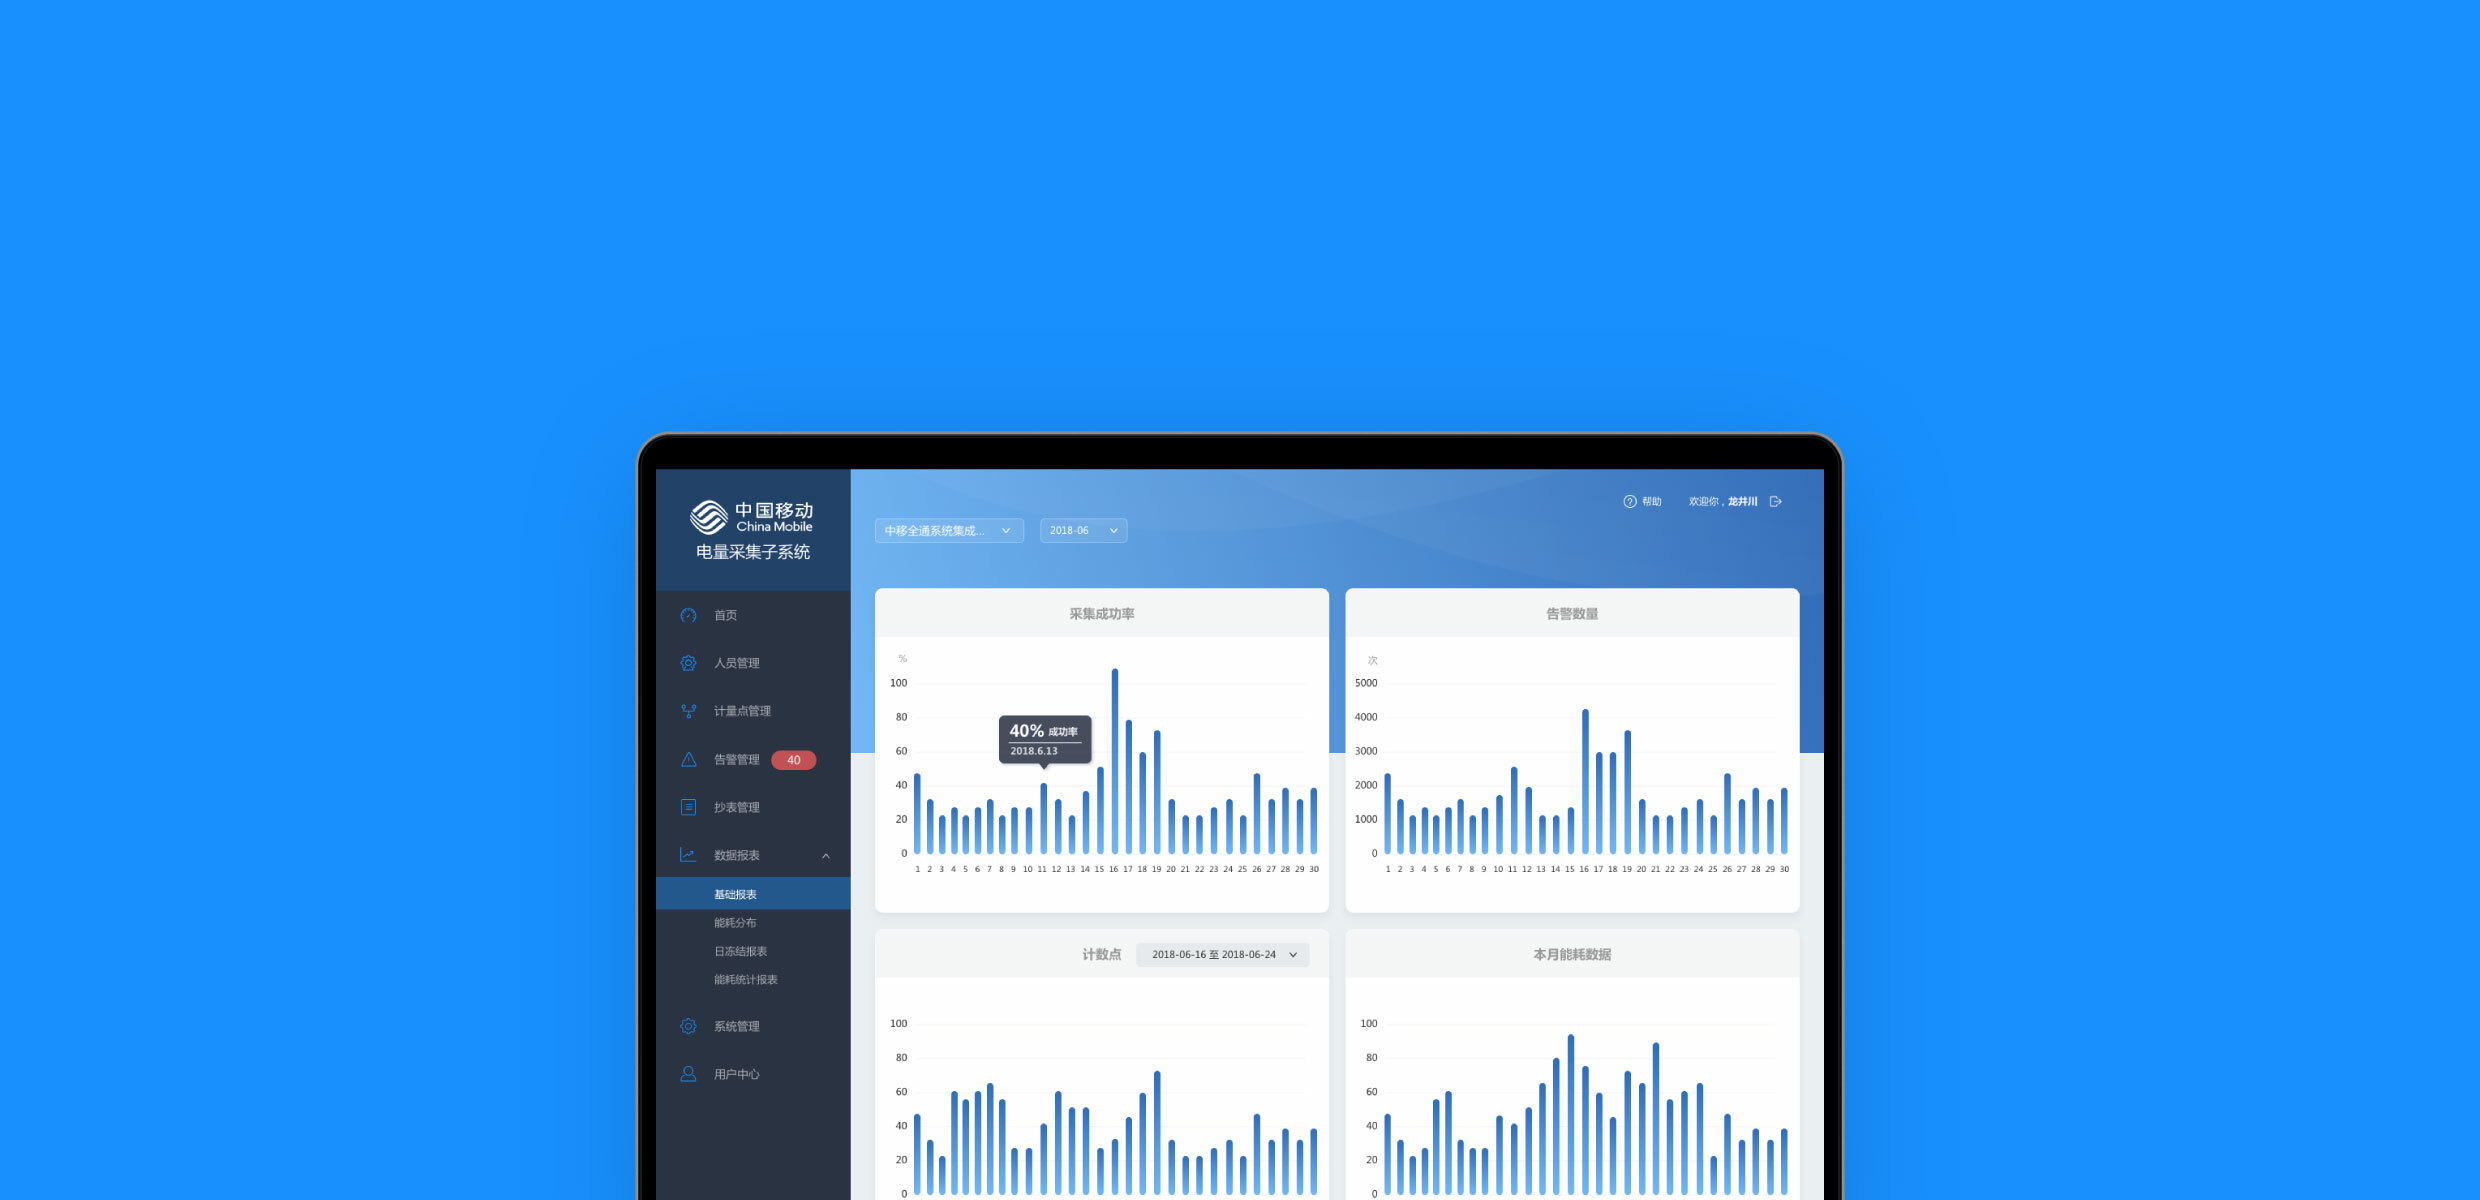 中国移动
China Mobile
电量采集子系统
首页
人员管理
计量点管理
告警管理 40
抄表管理
数据报表
基础报表
能耗分布
日冻结报表
能耗统计报表
系统管理
用户中心
帮助 欢迎你，龙井川
中移全通系统集成... 2018-06
采集成功率
%
100
80
60
40
20
0
40% 成功率
2018.6.13
1 2 3 4 5 6 7 8 9 10 11 12 13 14 15 16 17 18 19 20 21 22 23 24 25 26 27 28 29 30
告警数量
次
5000
4000
3000
2000
1000
0
1 2 3 4 5 6 7 8 9 10 11 12 13 14 15 16 17 18 19 20 21 22 23 24 25 26 27 28 29 30
计数点 2018-06-16 至 2018-06-24
100
80
60
40
20
0
本月能耗数据
100
80
60
40
20
0